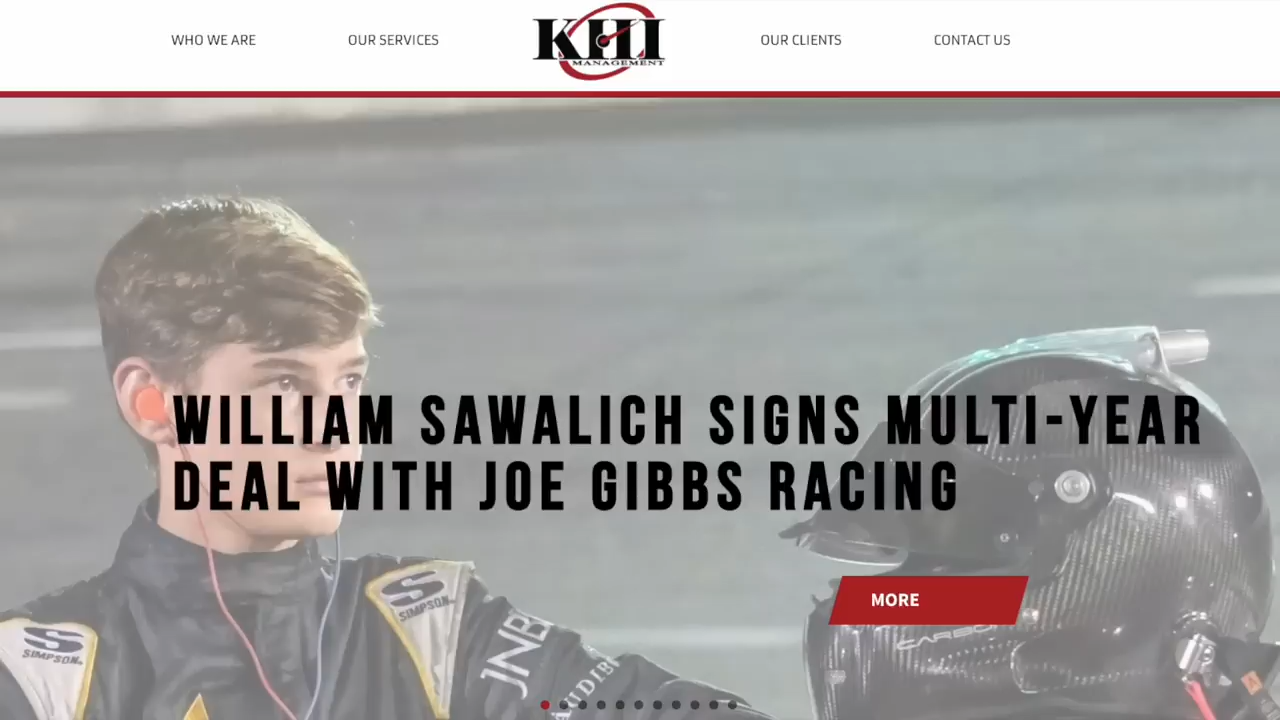 WHO WE ARE
OUR SERVICES
KHI
MANAGEMENT
OUR CLIENTS
CONTACT US
WILLIAM SAWALICH SIGNS MULTI-YEAR
DEAL WITH JOE GIBBS RACING
MORE
SIMPSON
SIMPSON